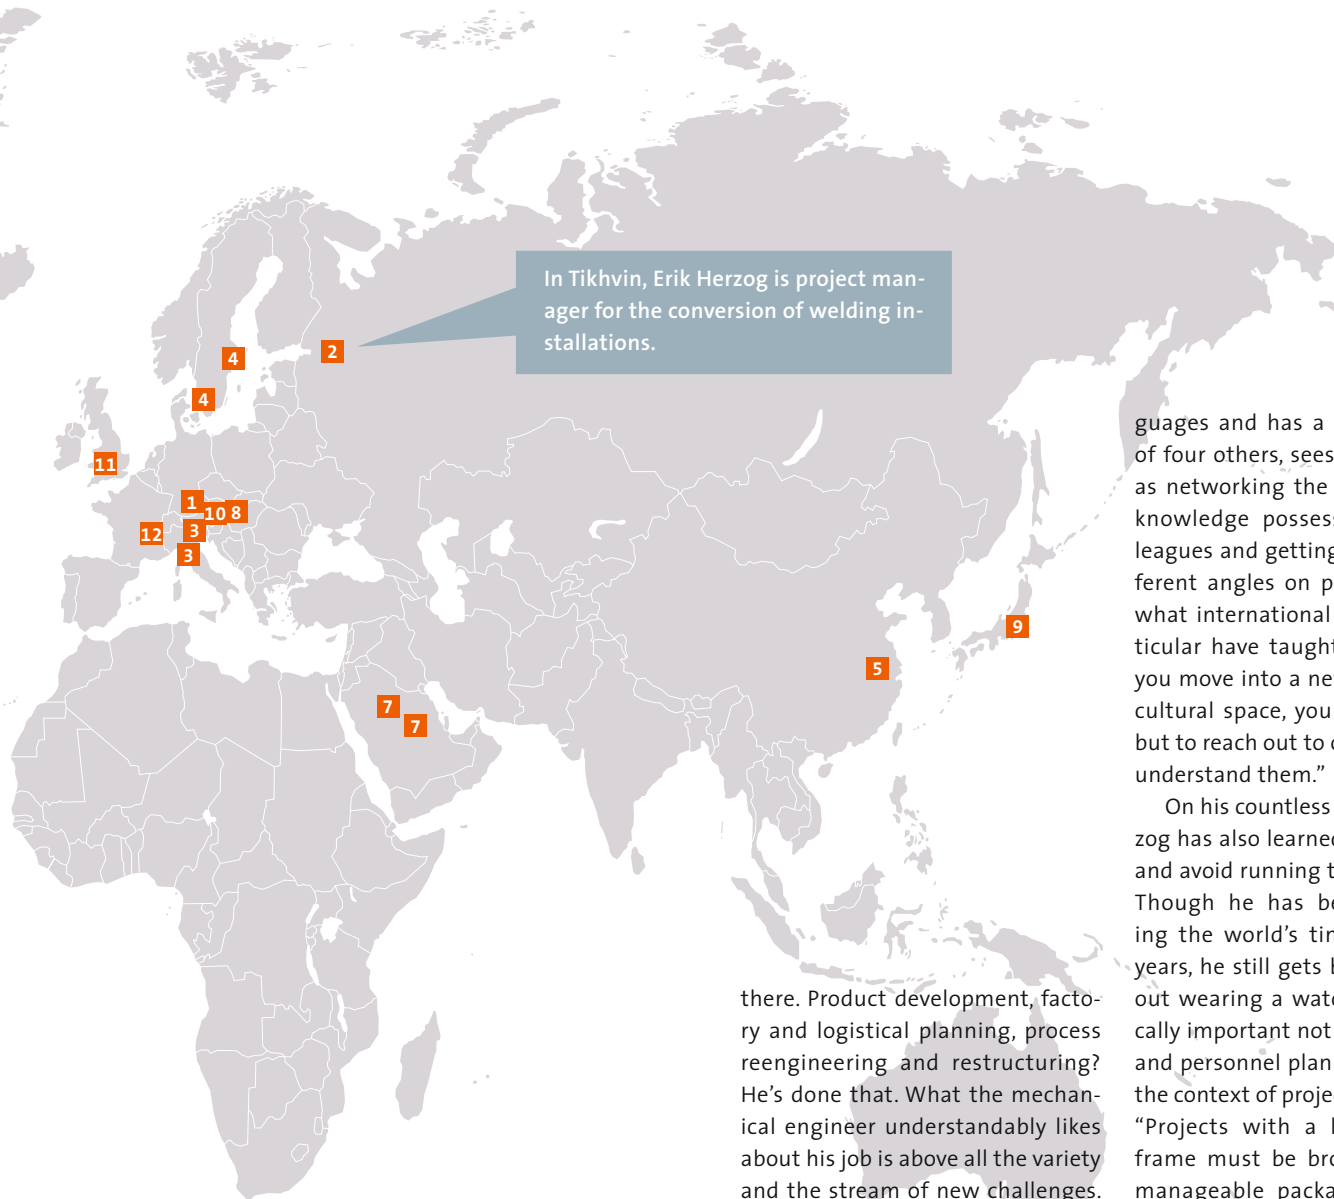 In Tikhvin, Erik Herzog is project man-
ager for the conversion of welding in-
stallations.
2
4
4
11
1
10
8
3
12
3
9
5
7
7
there. Product development, facto-
ry and logistical planning, process
reengineering and restructuring?
He’s done that. What the mechan-
ical engineer understandably likes
about his job is above all the variety
and the stream of new challenges.
guages and has a
of four others, sees
as networking the
knowledge possess
leagues and getting
ferent angles on p
what international
ticular have taught
you move into a ne
cultural space, you
but to reach out to c
understand them.”
On his countless
zog has also learned
and avoid running t
Though he has be
ing the world’s tim
years, he still gets b
out wearing a watc
cally important not
and personnel plan
the context of projec
“Projects with a l
frame must be bro
manageable packa